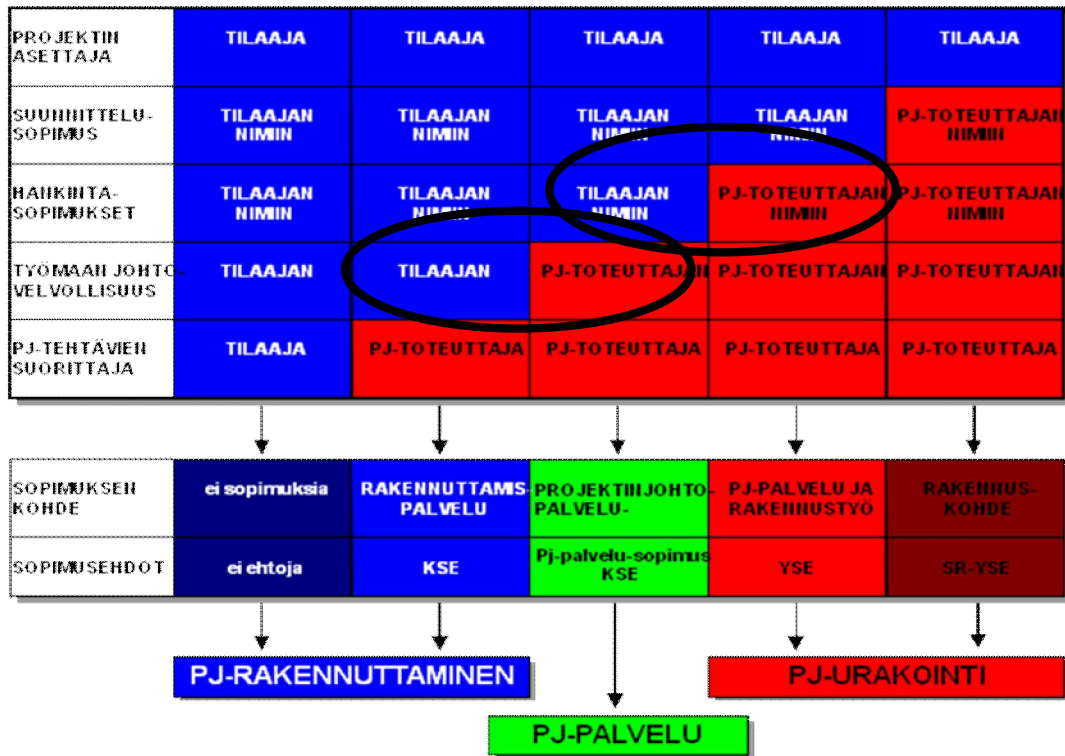 PROJEKTIN
ASETTAJA
TILAAJA
TILAAJA
TILAAJA
TILAAJA
TILAAJA
SUUNNITTELU-
SOPIMUS
TILAAJAN
NIMIIN
TILAAJAN
NIMIIN
TILAAJAN
NIMIIN
TILAAJAN
NIMIIN
PJ-TOTEUTTAJAN
NIMIIN
HANKINTA-
SOPIMUKSET
TILAAJAN
NIMIIN
TILAAJAN
NIMIIN
TILAAJAN
NIMIIN
PJ-TOTEUTTAJAN
NIMIIN
PJ-TOTEUTTAJAN
NIMIIN
TYÖMAAN JOHTO-
VELVOLLISUUS
TILAAJAN
TILAAJAN
PJ-TOTEUTTAJAN
PJ-TOTEUTTAJAN
PJ-TOTEUTTAJAN
PJ-TEHTÄVIEN
SUORITTAJA
TILAAJA
PJ-TOTEUTTAJA
PJ-TOTEUTTAJA
PJ-TOTEUTTAJA
PJ-TOTEUTTAJA
SOPIMUKSEN
KOHDE
ei sopimuksia
RAKENNUTTAMIS-
PALVELU
PROJEKTINJOHTO-
PALVELU-
PJ-PALVELU JA
RAKENNUSTYÖ
RAKENNUS-
KOHDE
SOPIMUSEHDOT
ei ehtoja
KSE
Pj-palvelu-sopimus
KSE
YSE
SR-YSE
PJ-RAKENNUTTAMINEN
PJ-URAKOINTI
PJ-PALVELU